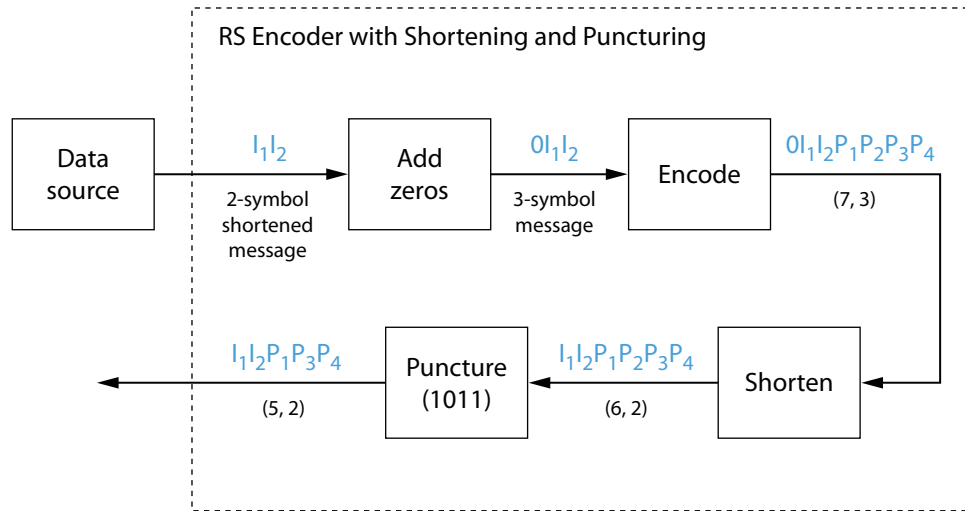 RS Encoder with Shortening and Puncturing
Data
source
I₁I₂
2-symbol
shortened
message
Add
zeros
0I₁I₂
3-symbol
message
Encode
0I₁I₂P₁P₂P₃P₄
(7, 3)
Shorten
I₁I₂P₁P₂P₃P₄
(6, 2)
Puncture
(1011)
I₁I₂P₁P₃P₄
(5, 2)